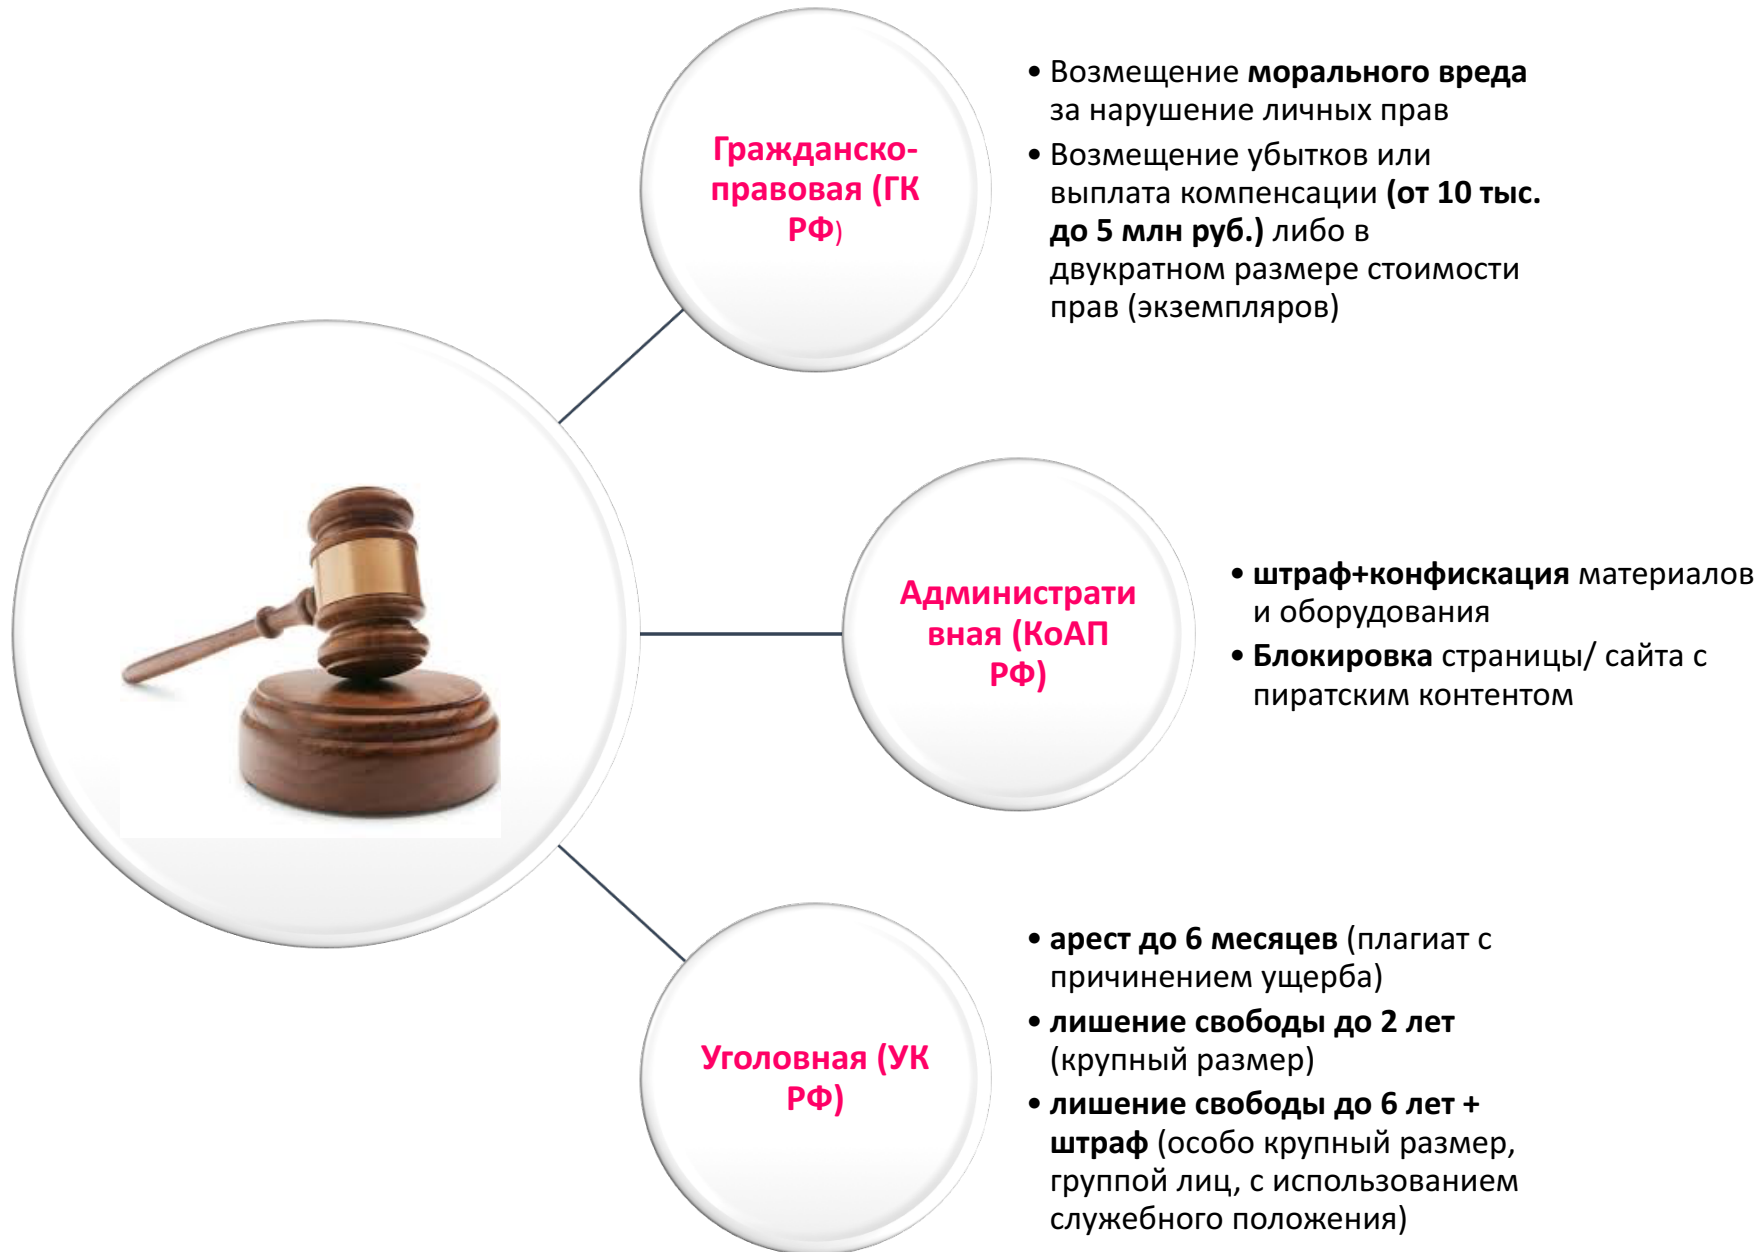 Гражданско-
правовая (ГК
РФ)
• Возмещение морального вреда
за нарушение личных прав
• Возмещение убытков или
выплата компенсации (от 10 тыс.
до 5 млн руб.) либо в
двукратном размере стоимости
прав (экземпляров)
Администрати
вная (КоАП
РФ)
• штраф+конфискация материалов
и оборудования
• Блокировка страницы/ сайта с
пиратским контентом
Уголовная (УК
РФ)
• арест до 6 месяцев (плагиат с
причинением ущерба)
• лишение свободы до 2 лет
(крупный размер)
• лишение свободы до 6 лет +
штраф (особо крупный размер,
группой лиц, с использованием
служебного положения)